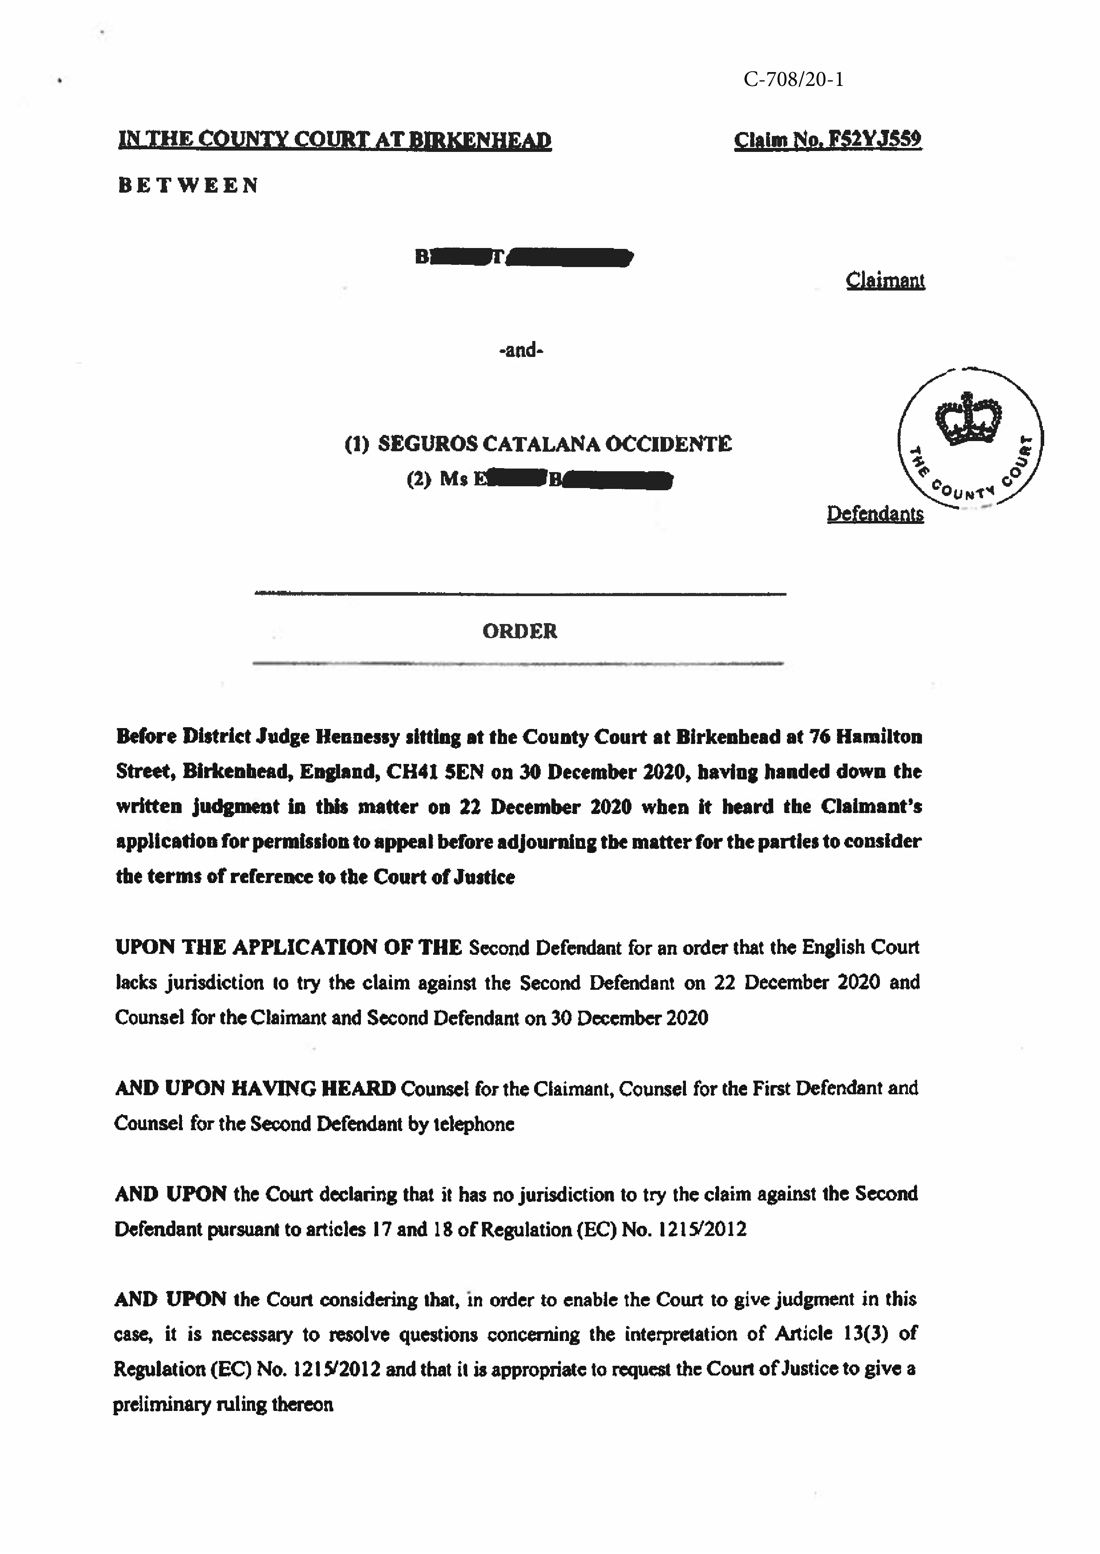 C-708/20-1
IN THE COUNTY COURT AT BIRKENHEAD Claim No. F52YJ559
B E T W E E N
B T
Claimant
-and-
(1) SEGUROS CATALANA OCCIDENTE
(2) Ms E B
THE COUNTY COURT
Defendants
ORDER
Before District Judge Hennessy sitting at the County Court at Birkenhead at 76 Hamilton
Street, Birkenhead, England, CH41 5EN on 30 December 2020, having handed down the
written judgment in this matter on 22 December 2020 when it heard the Claimant's
application for permission to appeal before adjourning the matter for the parties to consider
the terms of reference to the Court of Justice
UPON THE APPLICATION OF THE Second Defendant for an order that the English Court
lacks jurisdiction to try the claim against the Second Defendant on 22 December 2020 and
Counsel for the Claimant and Second Defendant on 30 December 2020
AND UPON HAVING HEARD Counsel for the Claimant, Counsel for the First Defendant and
Counsel for the Second Defendant by telephone
AND UPON the Court declaring that it has no jurisdiction to try the claim against the Second
Defendant pursuant to articles 17 and 18 of Regulation (EC) No. 1215/2012
AND UPON the Court considering that, in order to enable the Court to give judgment in this
case, it is necessary to resolve questions concerning the interpretation of Article 13(3) of
Regulation (EC) No. 1215/2012 and that it is appropriate to request the Court of Justice to give a
preliminary ruling thereon